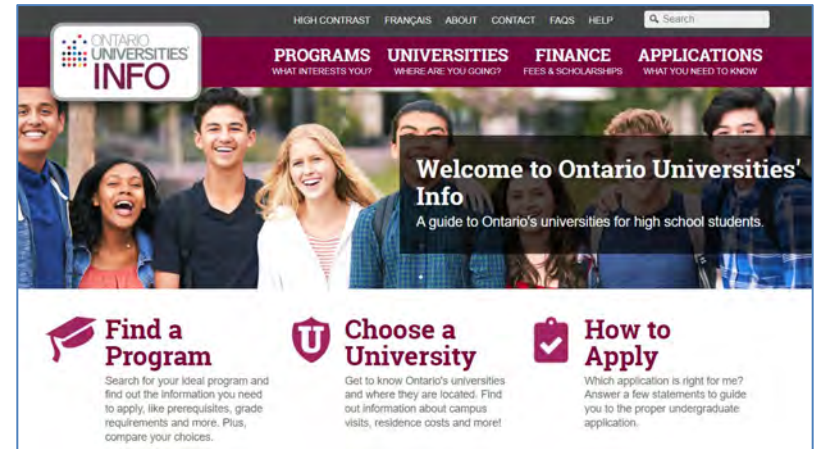 HIGH CONTRAST FRANÇAIS ABOUT CONTACT FAQS HELP Search
ONTARIO
UNIVERSITIES'
INFO
PROGRAMS UNIVERSITIES FINANCE APPLICATIONS
WHAT INTERESTS YOU? WHERE ARE YOU GOING? FEES & SCHOLARSHIPS WHAT YOU NEED TO KNOW
Welcome to Ontario Universities'
Info
A guide to Ontario's universities for high school students.
Find a
Program
Search for your ideal program and
find out the information you need
to apply, like prerequisites, grade
requirements and more. Plus,
compare your choices.
U
Choose a
University
Get to know Ontario's universities
and where they are located. Find
out information about campus
visits, residence costs and more!
How to
Apply
Which application is right for me?
Answer a few statements to guide
you to the proper undergraduate
application.